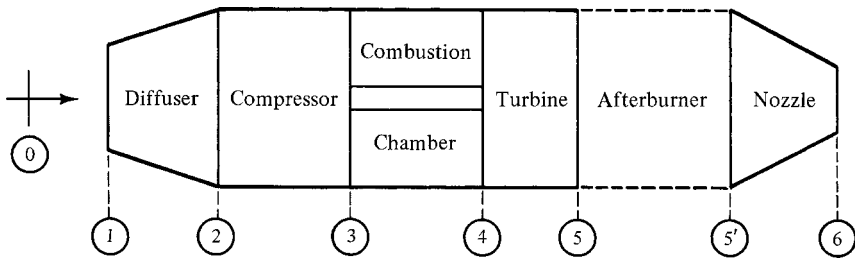 Combustion
Diffuser Compressor Turbine Afterburner Nozzle
Chamber
0
1 2 3 4 5 5' 6